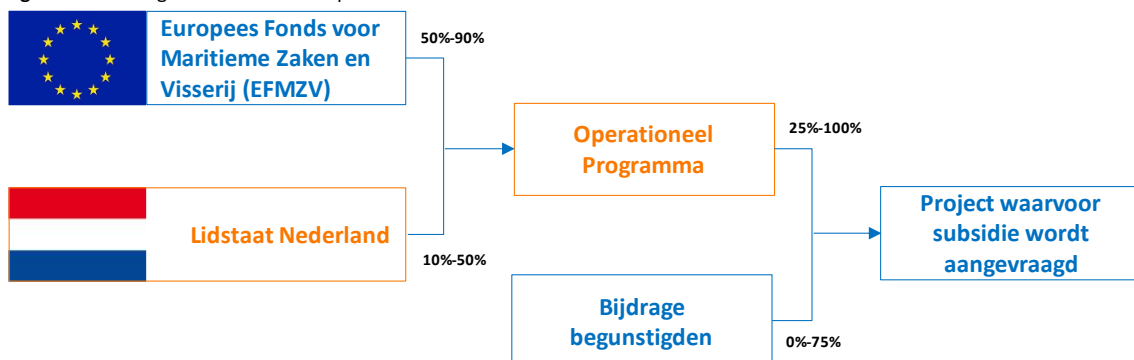 Europees Fonds voor
Maritieme Zaken en
Visserij (EFMZV)
50%-90%
Operationeel
Programma
25%-100%
Lidstaat Nederland
10%-50%
Project waarvoor
subsidie wordt
aangevraagd
Bijdrage
begunstigden
0%-75%